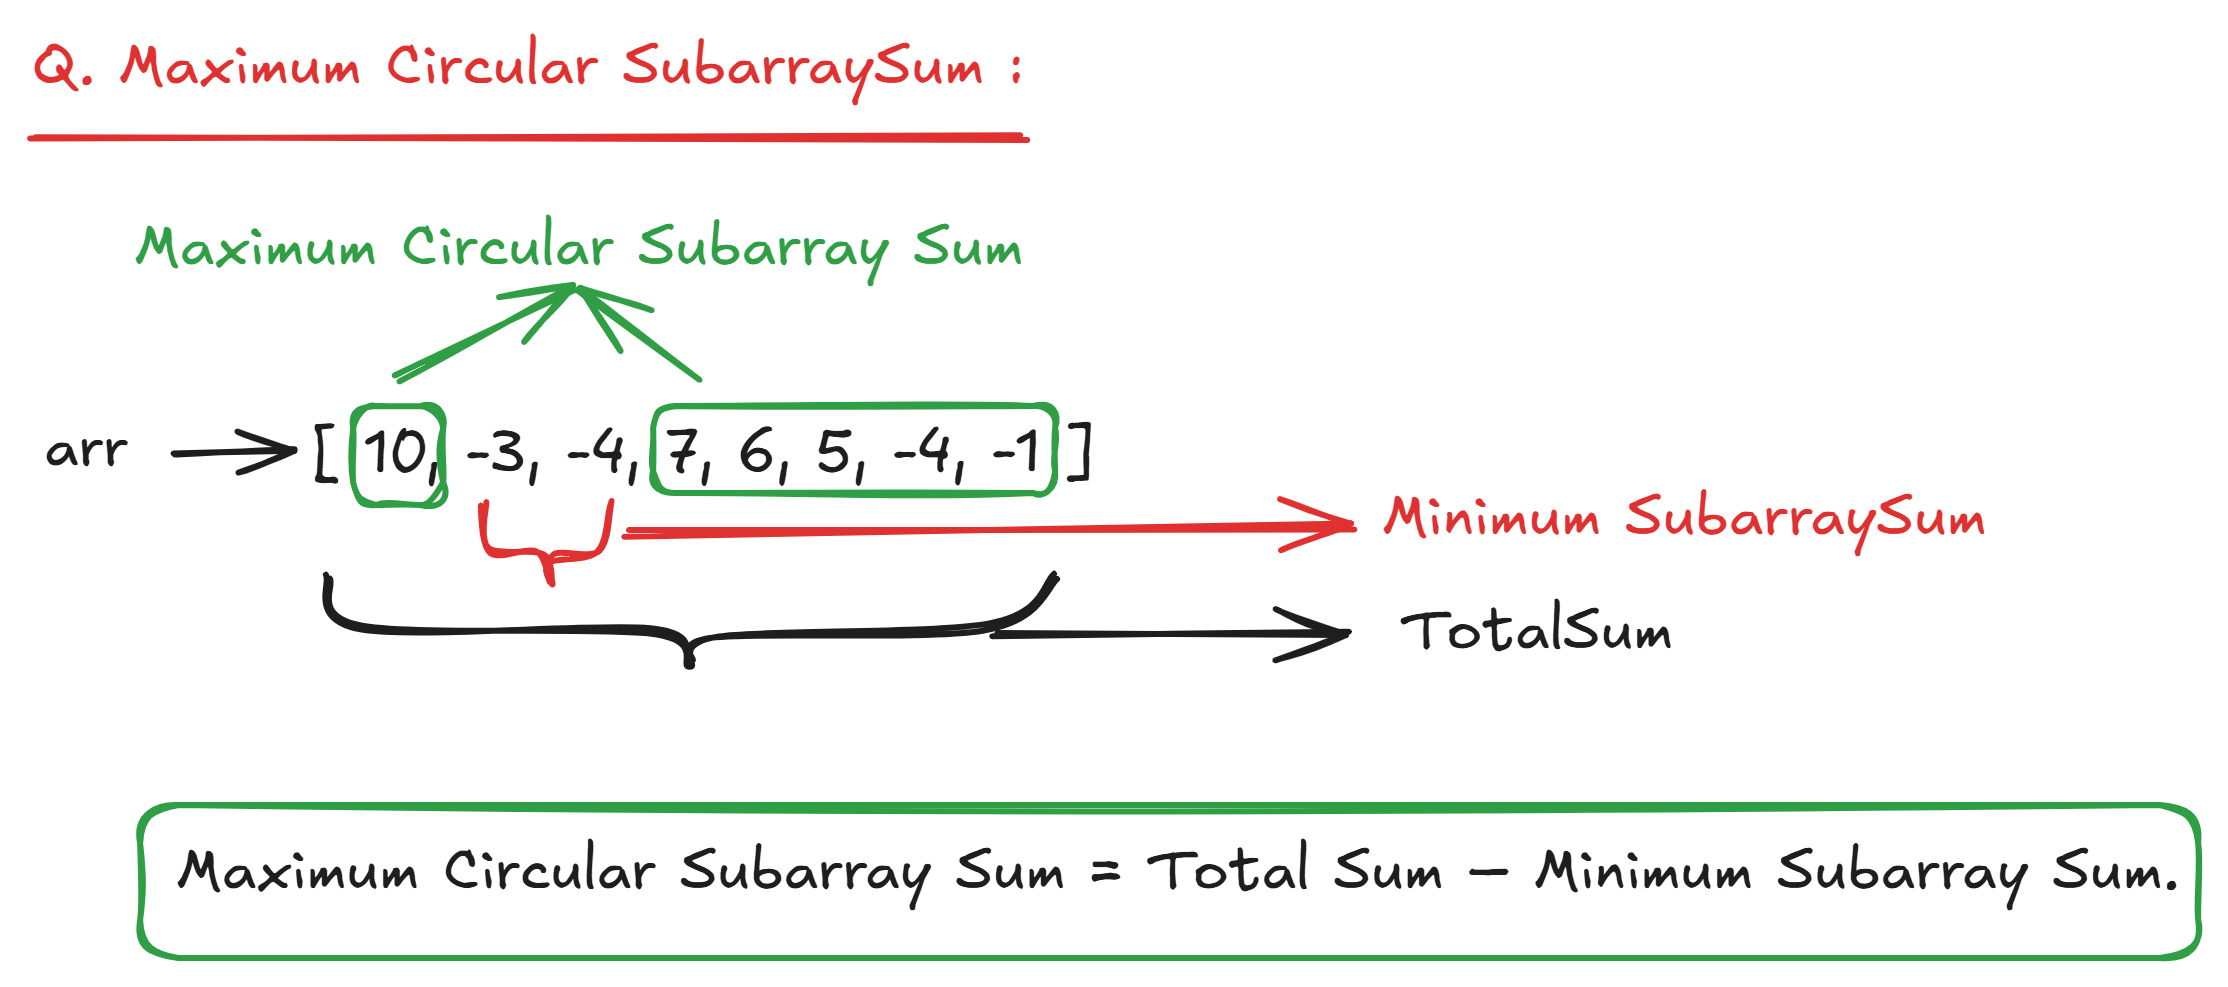 Q. Maximum Circular SubarraySum :
Maximum Circular Subarray Sum
arr [ 10, -3, -4, 7, 6, 5, -4, -1 ]
Minimum SubarraySum
TotalSum
Maximum Circular Subarray Sum = Total Sum - Minimum Subarray Sum.